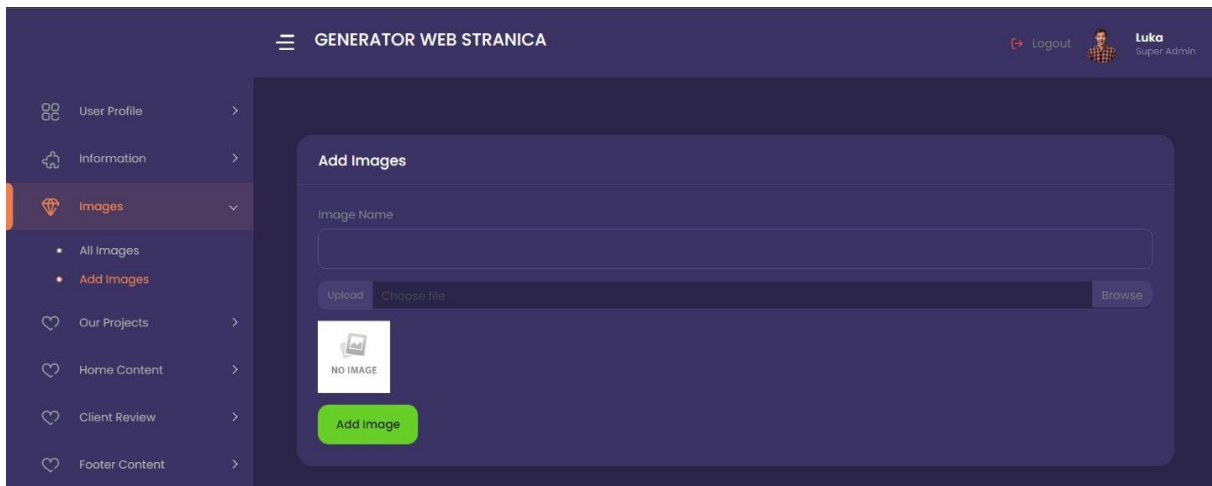 GENERATOR WEB STRANICA
Logout
Luka
Super Admin
User Profile
Information
Images
All Images
Add Images
Our Projects
Home Content
Client Review
Footer Content
Add Images
Image Name
Upload Choose file Browse
NO IMAGE
Add Image